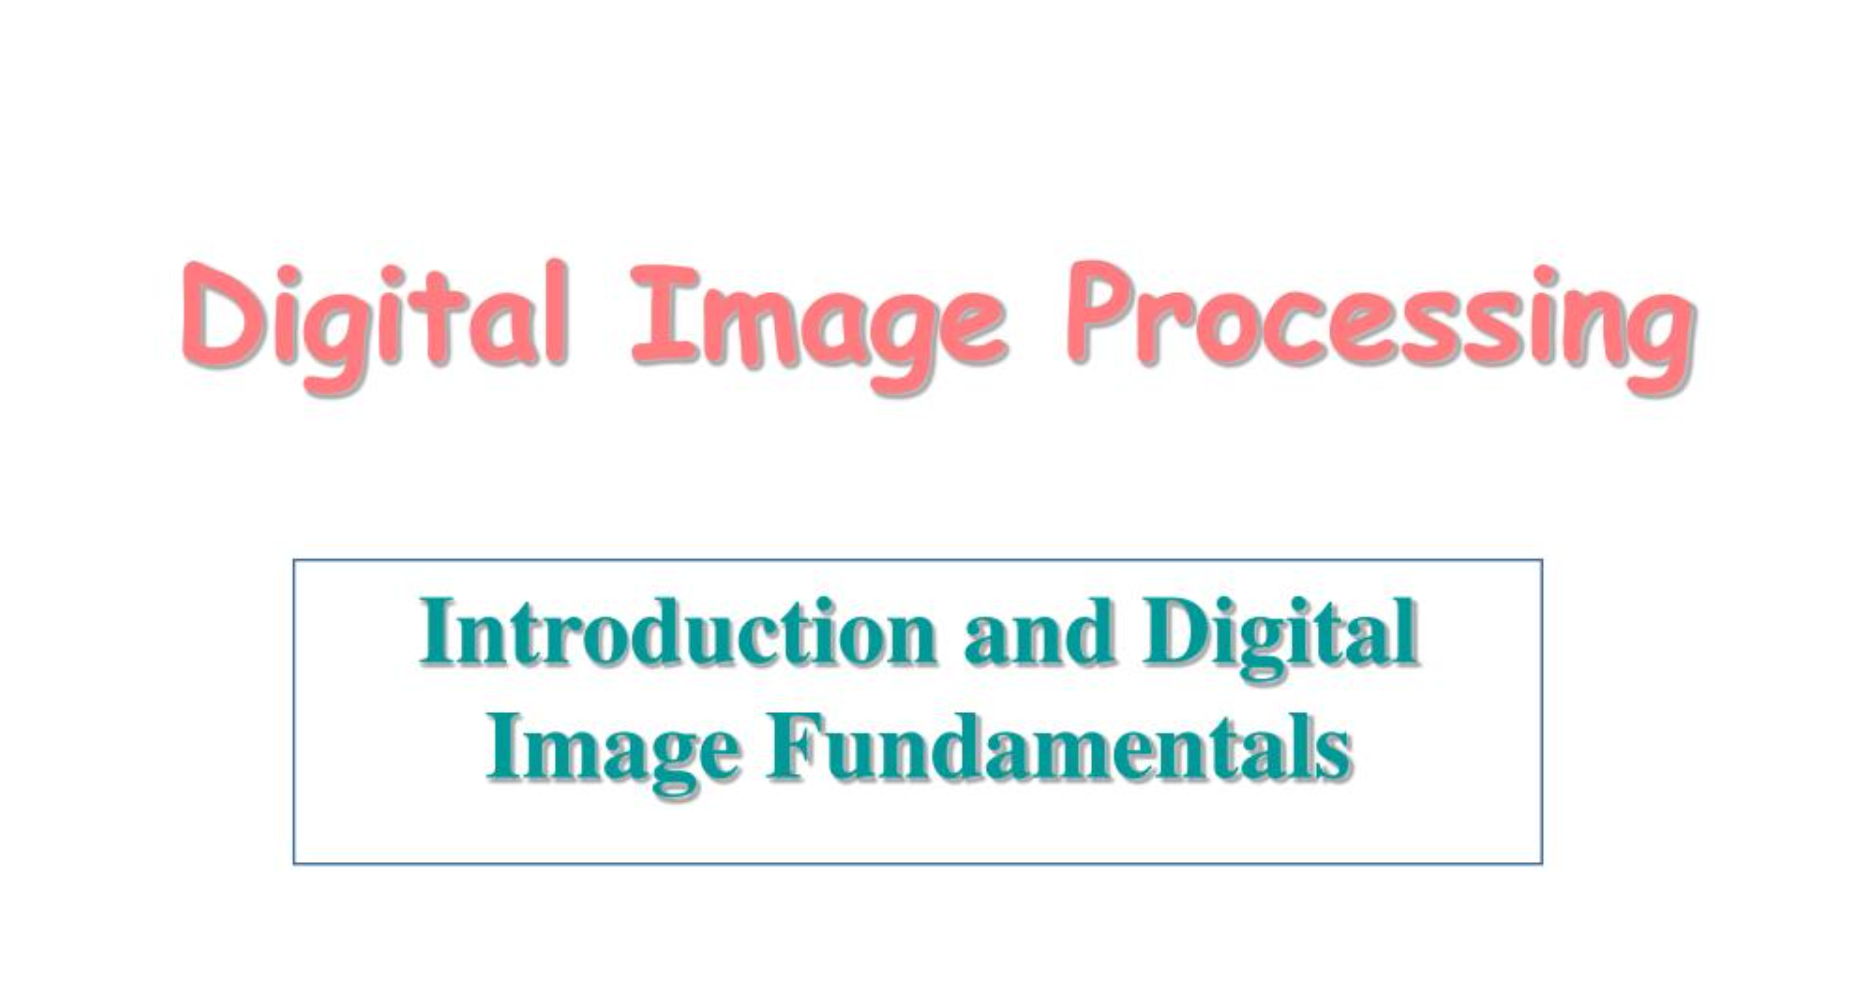 Digital Image Processing
Introduction and Digital
Image Fundamentals